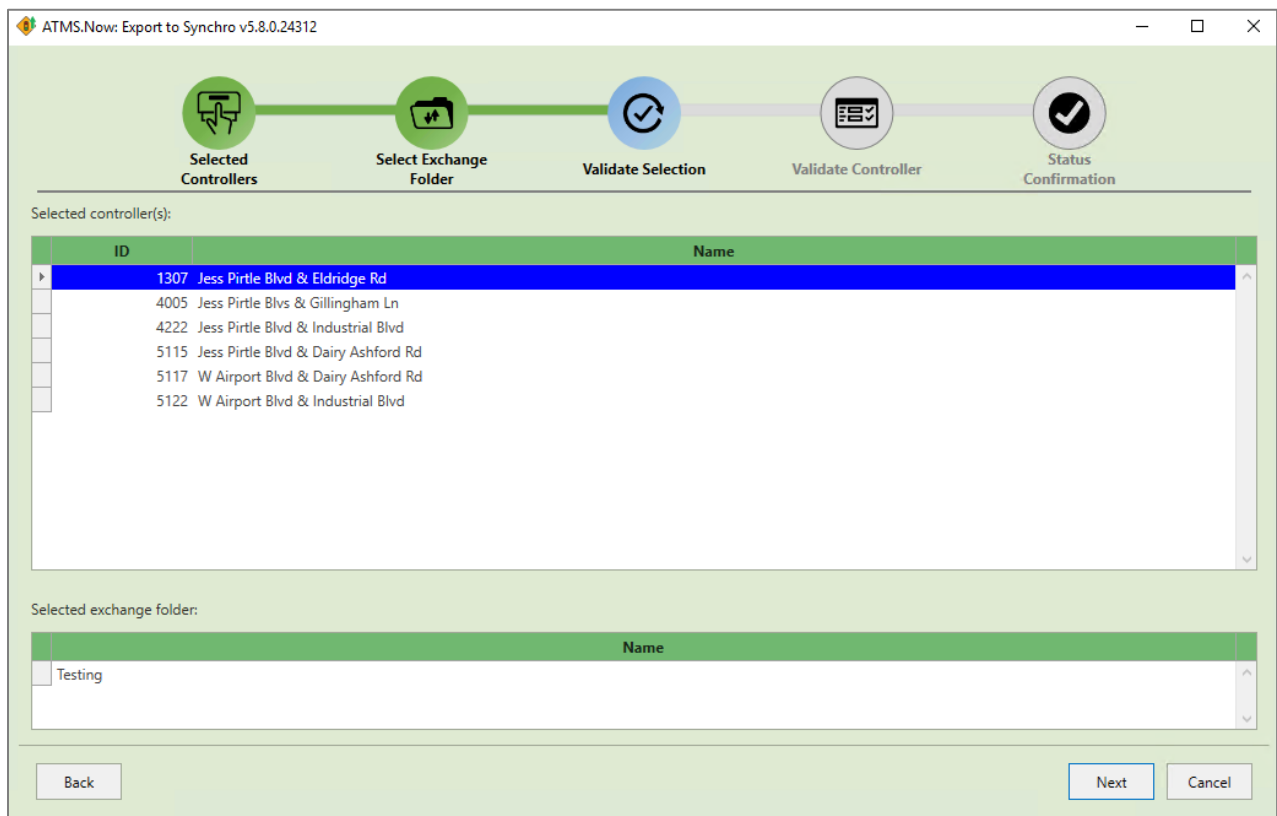 ATMS.Now: Export to Synchro v5.8.0.24312
Selected
Controllers
Select Exchange
Folder
Validate Selection
Validate Controller
Status
Confirmation
Selected controller(s):
ID Name
1307 Jess Pirtle Blvd & Eldridge Rd
4005 Jess Pirtle Blvs & Gillingham Ln
4222 Jess Pirtle Blvd & Industrial Blvd
5115 Jess Pirtle Blvd & Dairy Ashford Rd
5117 W Airport Blvd & Dairy Ashford Rd
5122 W Airport Blvd & Industrial Blvd
Selected exchange folder:
Name
Testing
Back Next Cancel